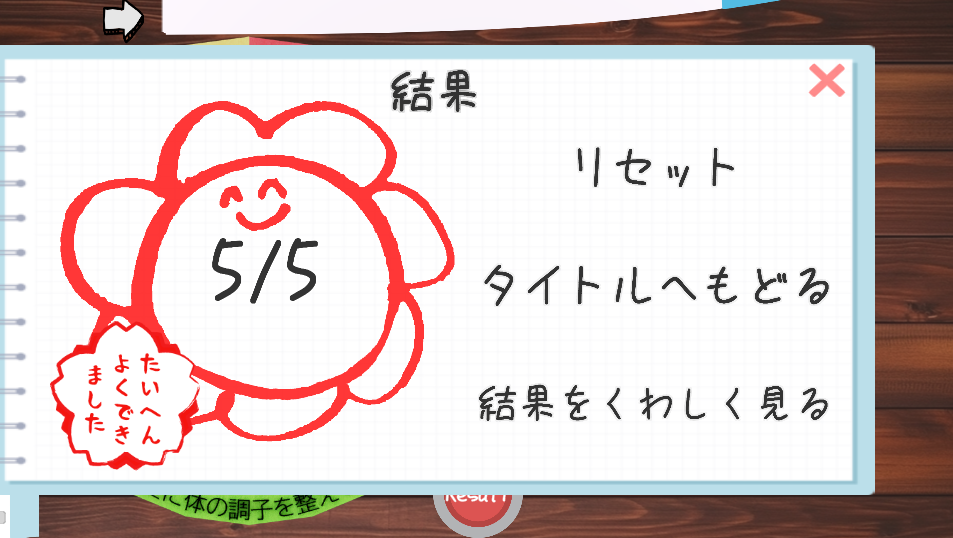 結果
リセット
5/5
タイトルへもどる
たいへん
よくでき
ました
結果をくわしく見る
体の調子を整え
Result